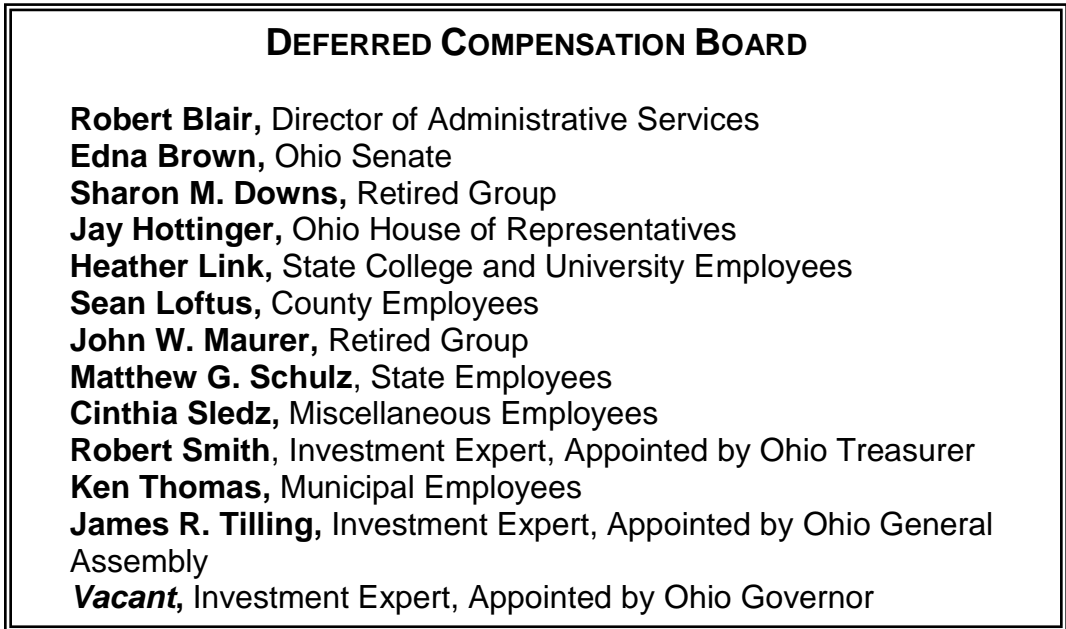 DEFERRED COMPENSATION BOARD
Robert Blair, Director of Administrative Services
Edna Brown, Ohio Senate
Sharon M. Downs, Retired Group
Jay Hottinger, Ohio House of Representatives
Heather Link, State College and University Employees
Sean Loftus, County Employees
John W. Maurer, Retired Group
Matthew G. Schulz, State Employees
Cinthia Sledz, Miscellaneous Employees
Robert Smith, Investment Expert, Appointed by Ohio Treasurer
Ken Thomas, Municipal Employees
James R. Tilling, Investment Expert, Appointed by Ohio General
Assembly
Vacant, Investment Expert, Appointed by Ohio Governor